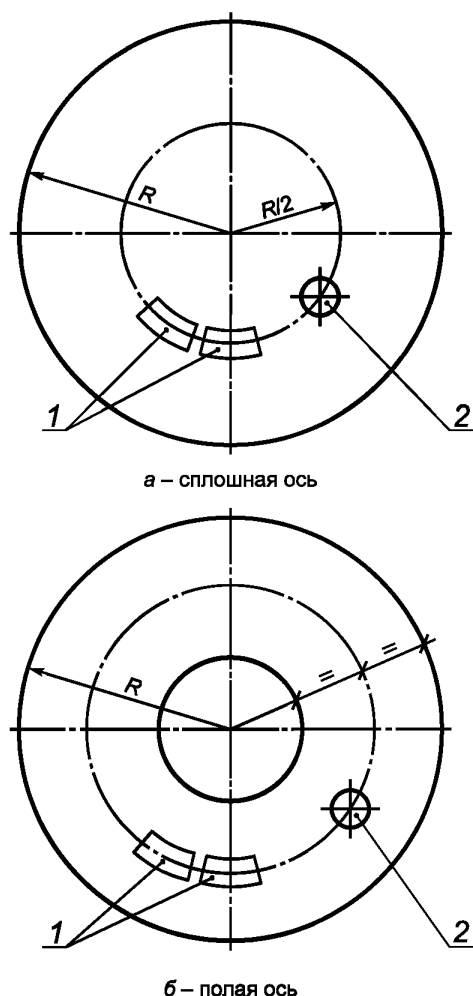 R
R/2
1
2
а – сплошная ось
=
=
R
1
2
б – полая ось